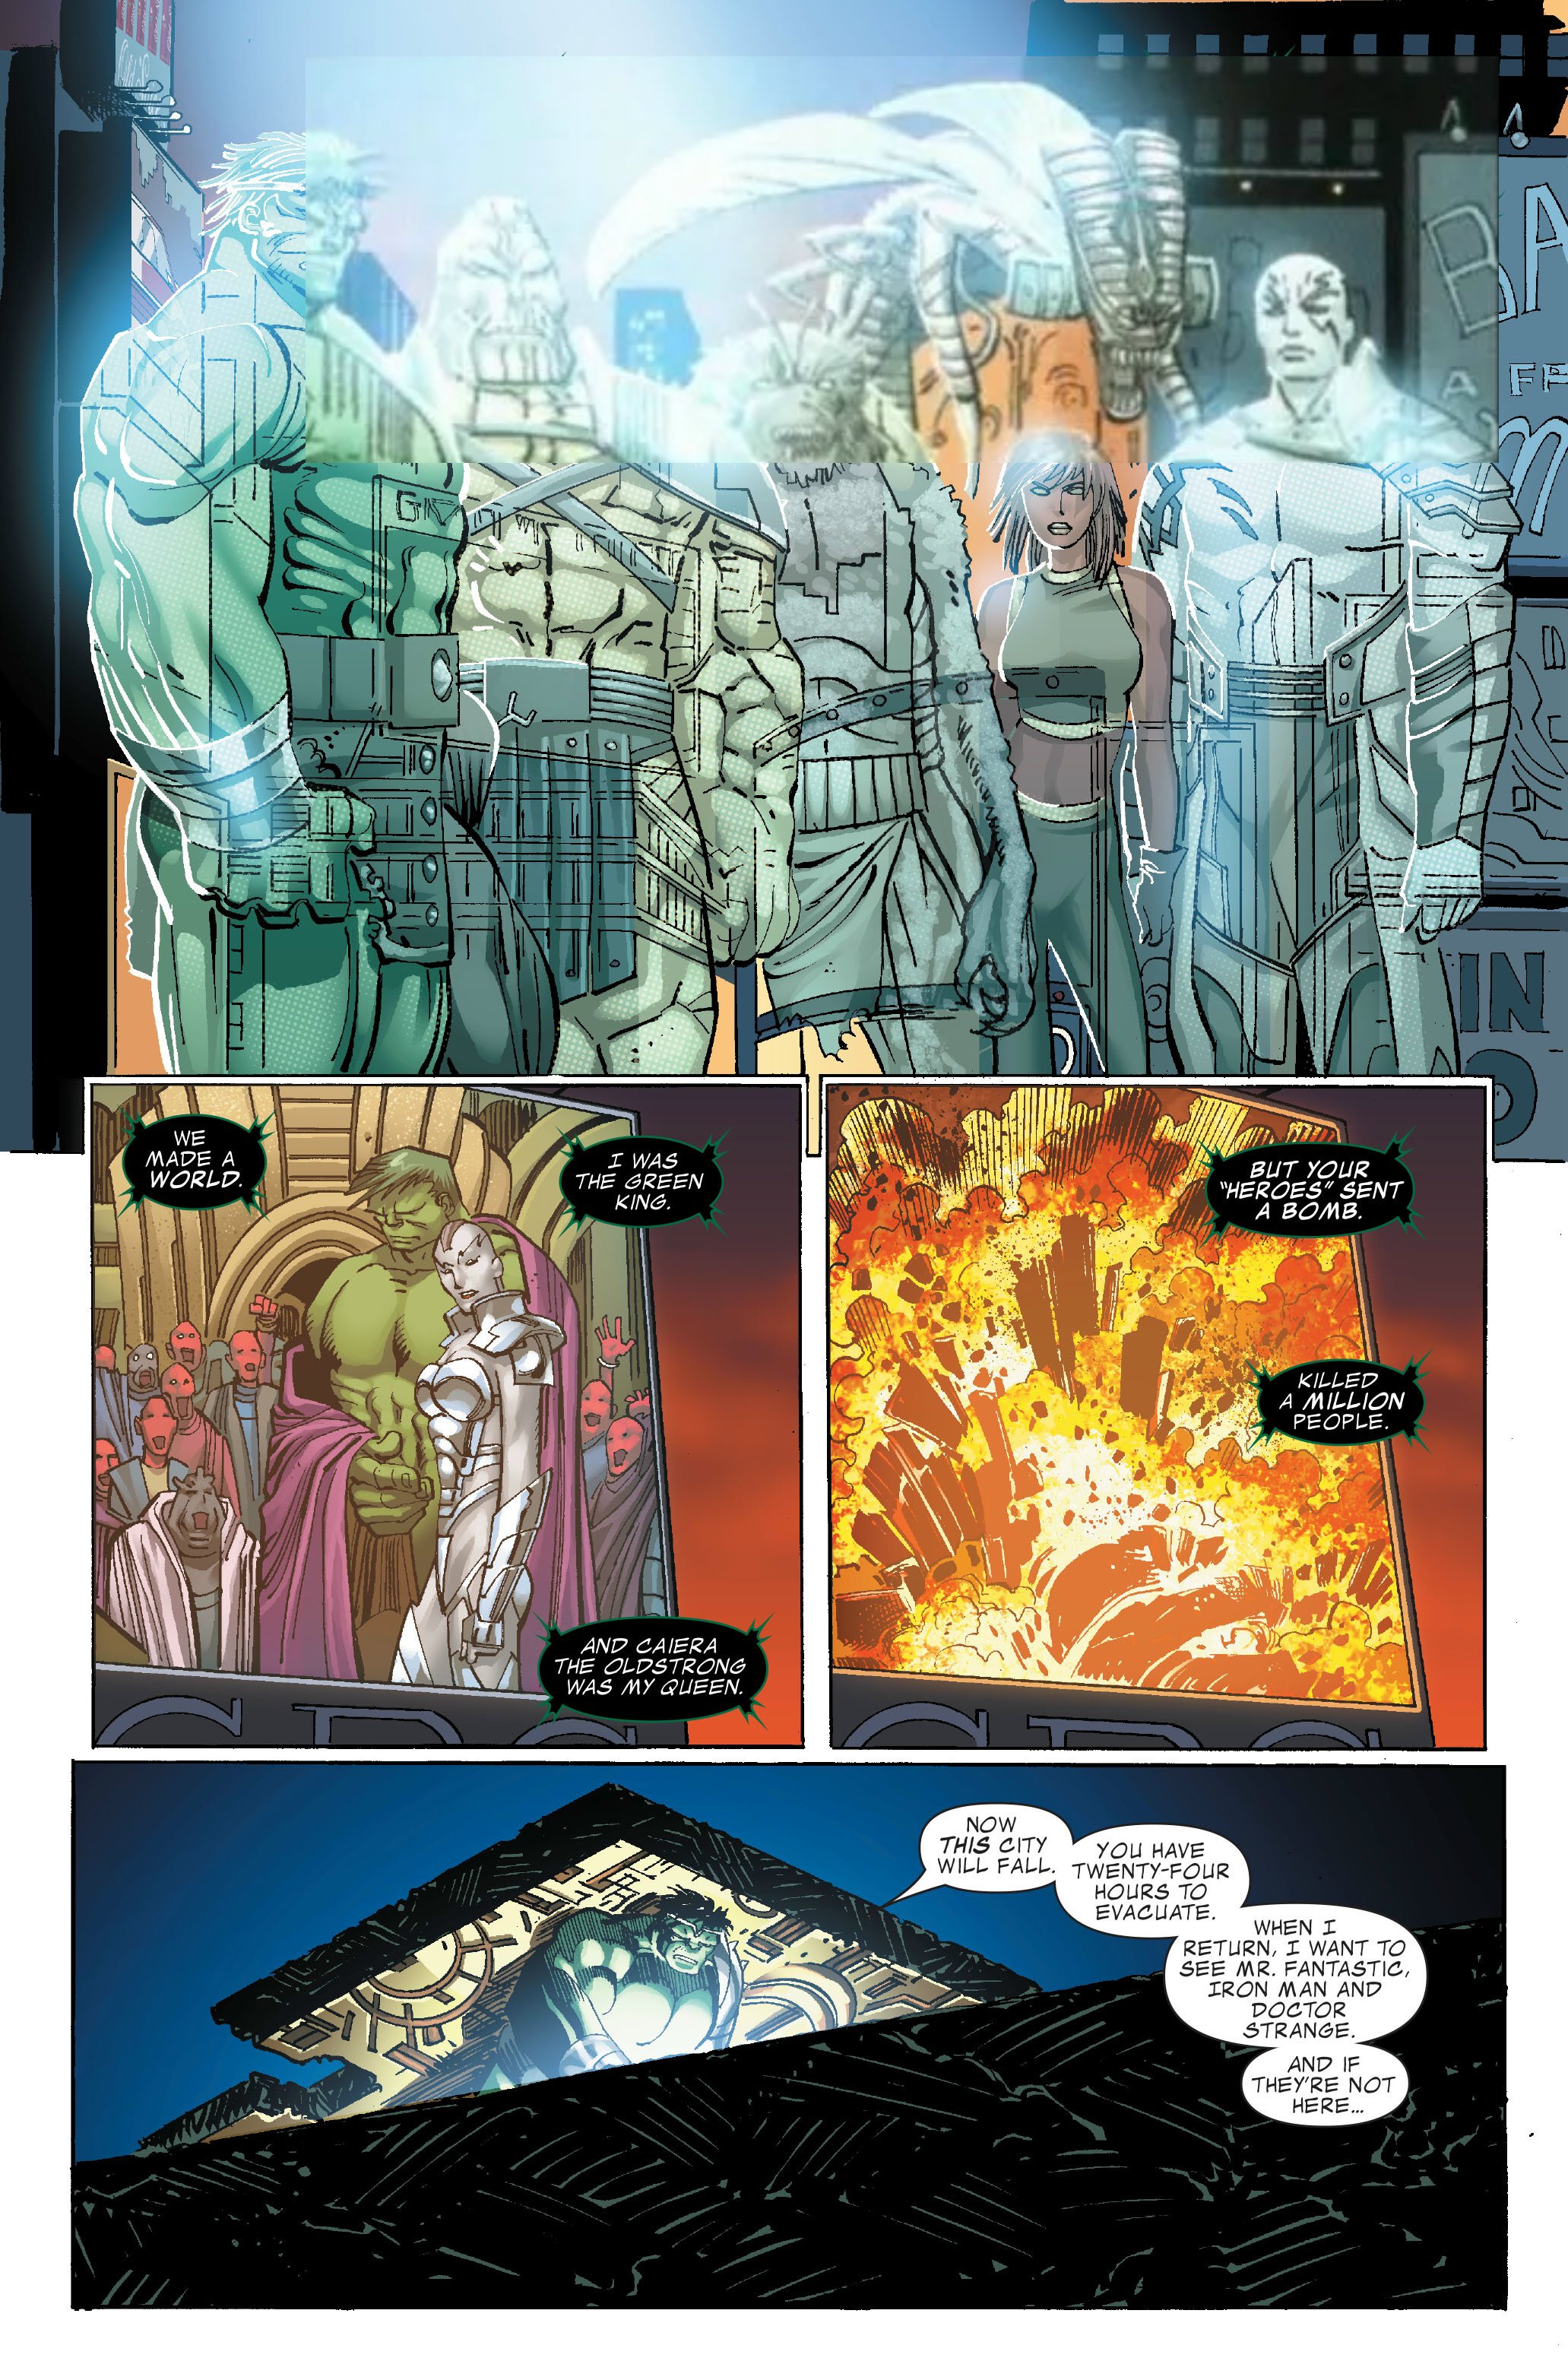 IN
WE
MADE A
WORLD.
I WAS
THE GREEN
KING.
AND CAIERA
THE OLDSTRONG
WAS MY QUEEN.
BUT YOUR
"HEROES" SENT
A BOMB.
KILLED
A MILLION
PEOPLE.
NOW
THIS CITY
WILL FALL.
YOU HAVE
TWENTY-FOUR
HOURS TO
EVACUATE.
WHEN I
RETURN, I WANT TO
SEE MR. FANTASTIC,
IRON MAN AND
DOCTOR
STRANGE.
AND IF
THEY'RE NOT
HERE...